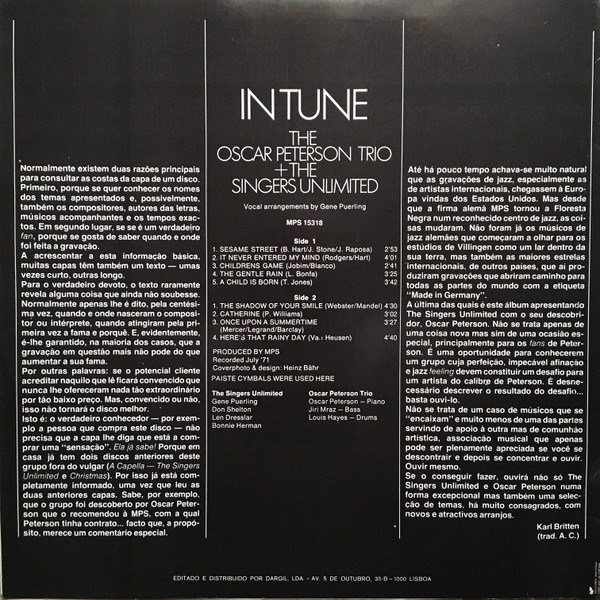 IN TUNE
THE
OSCAR PETERSON TRIO
+ THE
SINGERS UNLIMITED
Vocal arrangements by Gene Puerling
MPS 15318
Side 1
1. SESAME STREET (B. Hart/J. Stone/J. Raposa) 2'53
2. IT NEVER ENTERED MY MIND (Rodgers/Hart) 4'01
3. CHILDRENS GAME (Jobim/Blanco) 2'41
4. THE GENTLE RAIN (L. Bonfa) 3'25
5. A CHILD IS BORN (T. Jones) 3'42
Side 2
1. THE SHADOW OF YOUR SMILE (Webster/Mandel) 4'30
2. CATHERINE (P. Williams) 3'02
3. ONCE UPON A SUMMERTIME 3'27
(Mercer/Legrand/Barclay)
4. HERE'S THAT RAINY DAY (Va. Heusen) 4'40
PRODUCED BY MPS
Recorded July '71
Coverphoto & design: Heinz Bähr
PAISTE CYMBALS WERE USED HERE
The Singers Unlimited
Gene Puerling
Don Shelton
Len Dresslar
Bonnie Herman
Oscar Peterson Trio
Oscar Peterson — Piano
Jiri Mraz — Bass
Louis Hayes — Drums
Normalmente existem duas razões principais
para consultar as costas da capa de um disco.
Primeiro, porque se quer conhecer os nomes
dos temas apresentados e, possivelmente,
também os compositores, autores das letras,
músicos acompanhantes e os tempos exac-
tos. Em segundo lugar, se se é um verdadeiro
fan, porque se gosta de saber quando e onde
foi feita a gravação.
A acrescentar a esta informação básica,
muitas capas têm também um texto — umas
vezes curto, outras longo.
Para o verdadeiro devoto, o texto raramente
revela alguma coisa que ainda não soubesse.
Normalmente apenas lhe é dito, pela centési-
ma vez, quando e onde nasceram o composi-
tor ou intérprete, quando atingiram pela pri-
meira vez a fama e porquê. E, evidentemente,
é-lhe garantido, na maioria dos casos, que a
gravação em questão mais não pode do que
aumentar a sua fama.
Por outras palavras: se o potencial cliente
acreditar naquilo que lê ficará convencido que
nunca lhe ofereceram nada tão extraordinário
por tão baixo preço. Mas, convencido ou não,
isso não tornará o disco melhor.
Isto é: o verdadeiro conhecedor — por exem-
plo a pessoa que compra este disco — não
precisa que a capa lhe diga que está a com-
prar uma "sensação". Ela já sabe! Porque em
casa já tem dois discos anteriores deste
grupo fora do vulgar (A Capella — The Singers
Unlimited e Christmas). Por isso já está com-
pletamente informado, uma vez que leu as
duas anteriores capas. Sabe, por exemplo,
que o grupo foi descoberto por Oscar Peter-
son que o recomendou à MPS, com a qual
Peterson tinha contrato... facto que, a propó-
sito, merece um comentário especial.
Até há pouco tempo achava-se muito natural
que as gravações de jazz, especialmente as
de artistas internacionais, chegassem à Euro-
pa vindas dos Estados Unidos. Mas desde
que a firma alemã MPS tornou a Floresta
Negra num reconhecido centro de jazz, as coi-
sas mudaram. Não foram já os músicos de
jazz alemães que começaram a olhar para os
estúdios de Villingen como um lar dentro da
sua terra, mas também as maiores estrelas
internacionais, de outros países, que aí pro-
duziram gravações que abriram caminho para
todas as partes do mundo com a etiqueta
"Made in Germany".
A última das quais é este álbum apresentando
The Singers Unlimited com o seu descobri-
dor, Oscar Peterson. Não se trata apenas de
uma coisa nova mas sim de uma ocasião es-
pecial, principalmente para os fans de Peter-
son. É uma oportunidade para conhecerem
um grupo cuja perfeição, impecável afinação
e jazz feeling devem constituir um desafio para
um artista do calibre de Peterson. É desne-
cessário descrever o resultado do desafio...
basta ouvi-lo.
Não se trata de um caso de músicos que se
"encaixam" e muito menos de uma das partes
servindo de apoio à outra mas de comunhão
artística, associação musical que apenas
pode ser plenamente apreciada se você se
descontrair e depois se concentrar e ouvir.
Ouvir mesmo.
Se o conseguir fazer, ouvirá não só The
Singers Unlimited e Oscar Peterson numa
forma excepcional mas também uma selec-
ção de temas, há muito consagrados, com
novos e atractivos arranjos.
Karl Britten
(trad. A. C.)
EDITADO E DISTRIBUIDO POR DARGIL, LDA. - AV. 5 DE OUTUBRO, 35-B - 1000 LISBOA